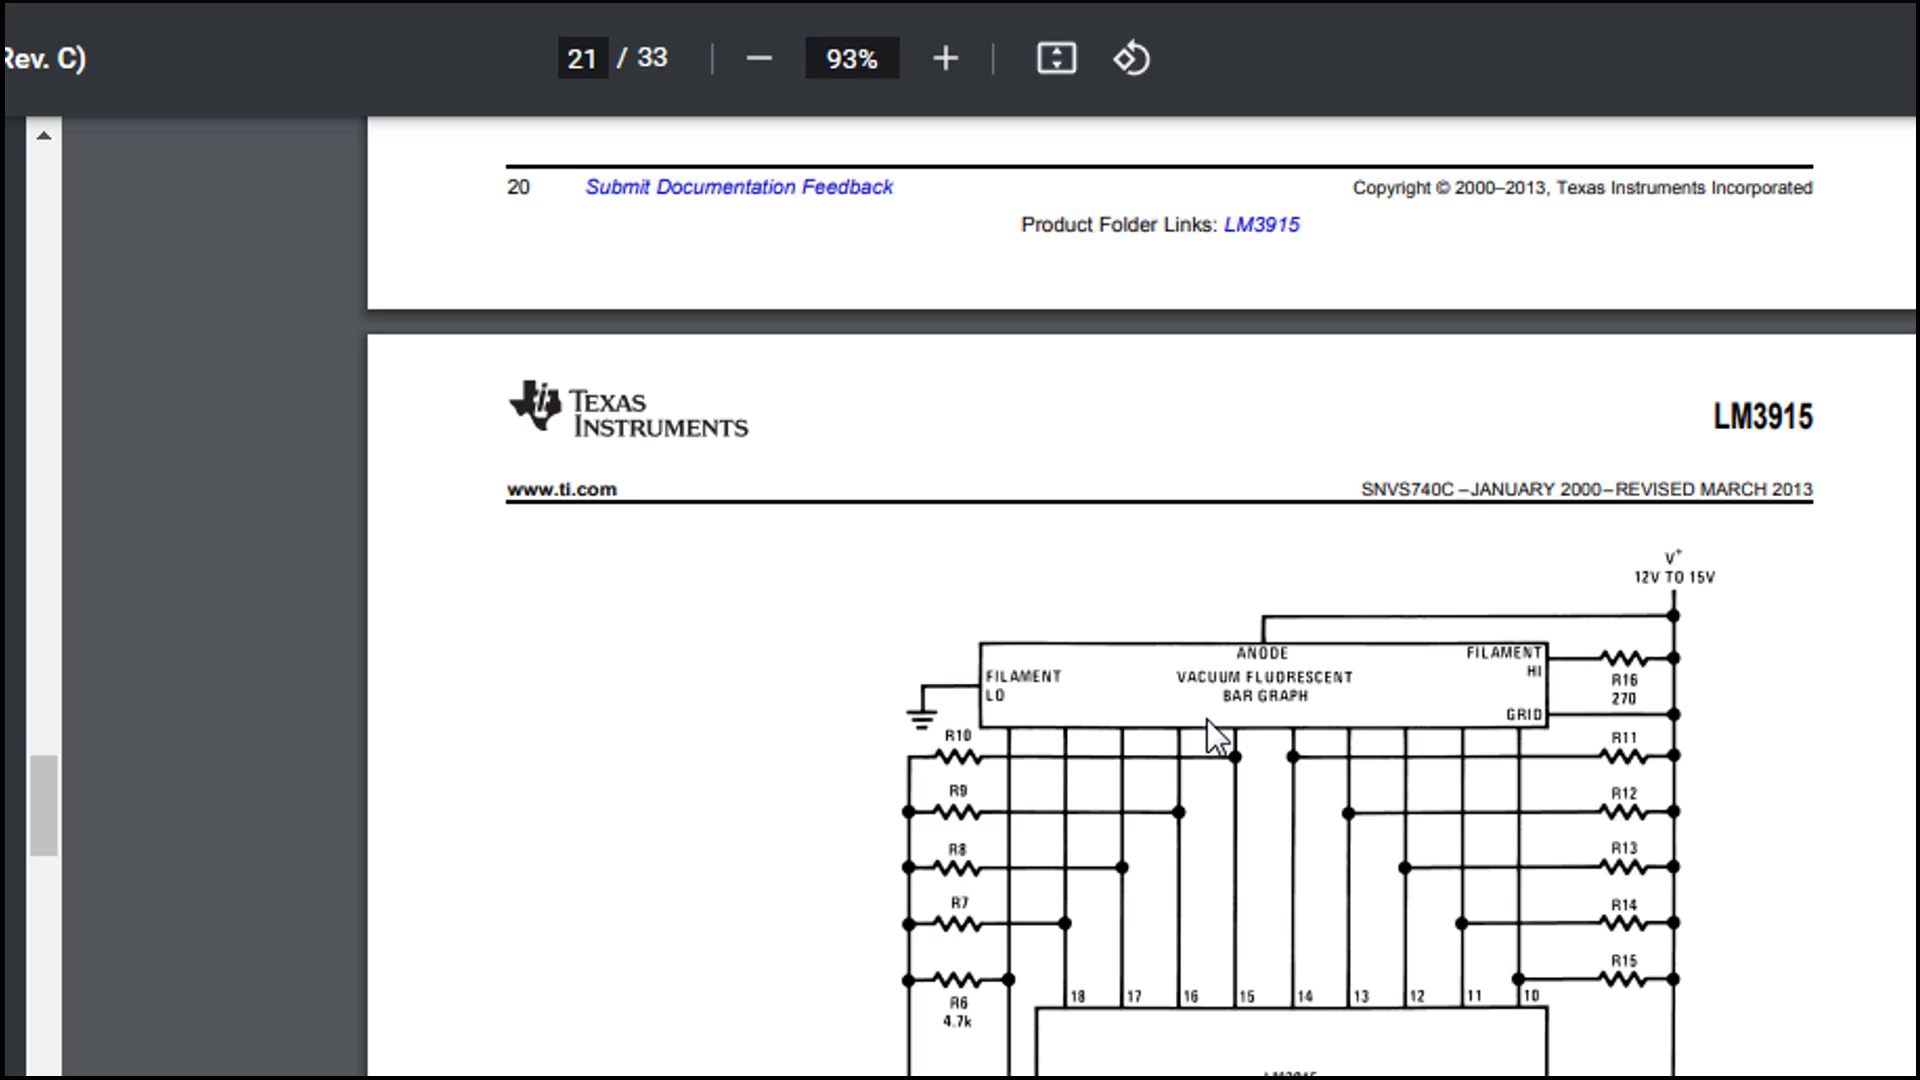 Rev. C)
21 / 33
93%
20 Submit Documentation Feedback Copyright © 2000–2013, Texas Instruments Incorporated
Product Folder Links: LM3915
TEXAS
INSTRUMENTS
LM3915
www.ti.com SNVS740C –JANUARY 2000–REVISED MARCH 2013
V+
12V TO 15V
ANODE
VACUUM FLUORESCENT
BAR GRAPH
FILAMENT
LO
FILAMENT
HI
GRID
R16
270
R10
R11
R9
R12
R8
R13
R7
R14
R6
4.7k
R15
18 17 16 15 14 13 12 11 10
LM3915